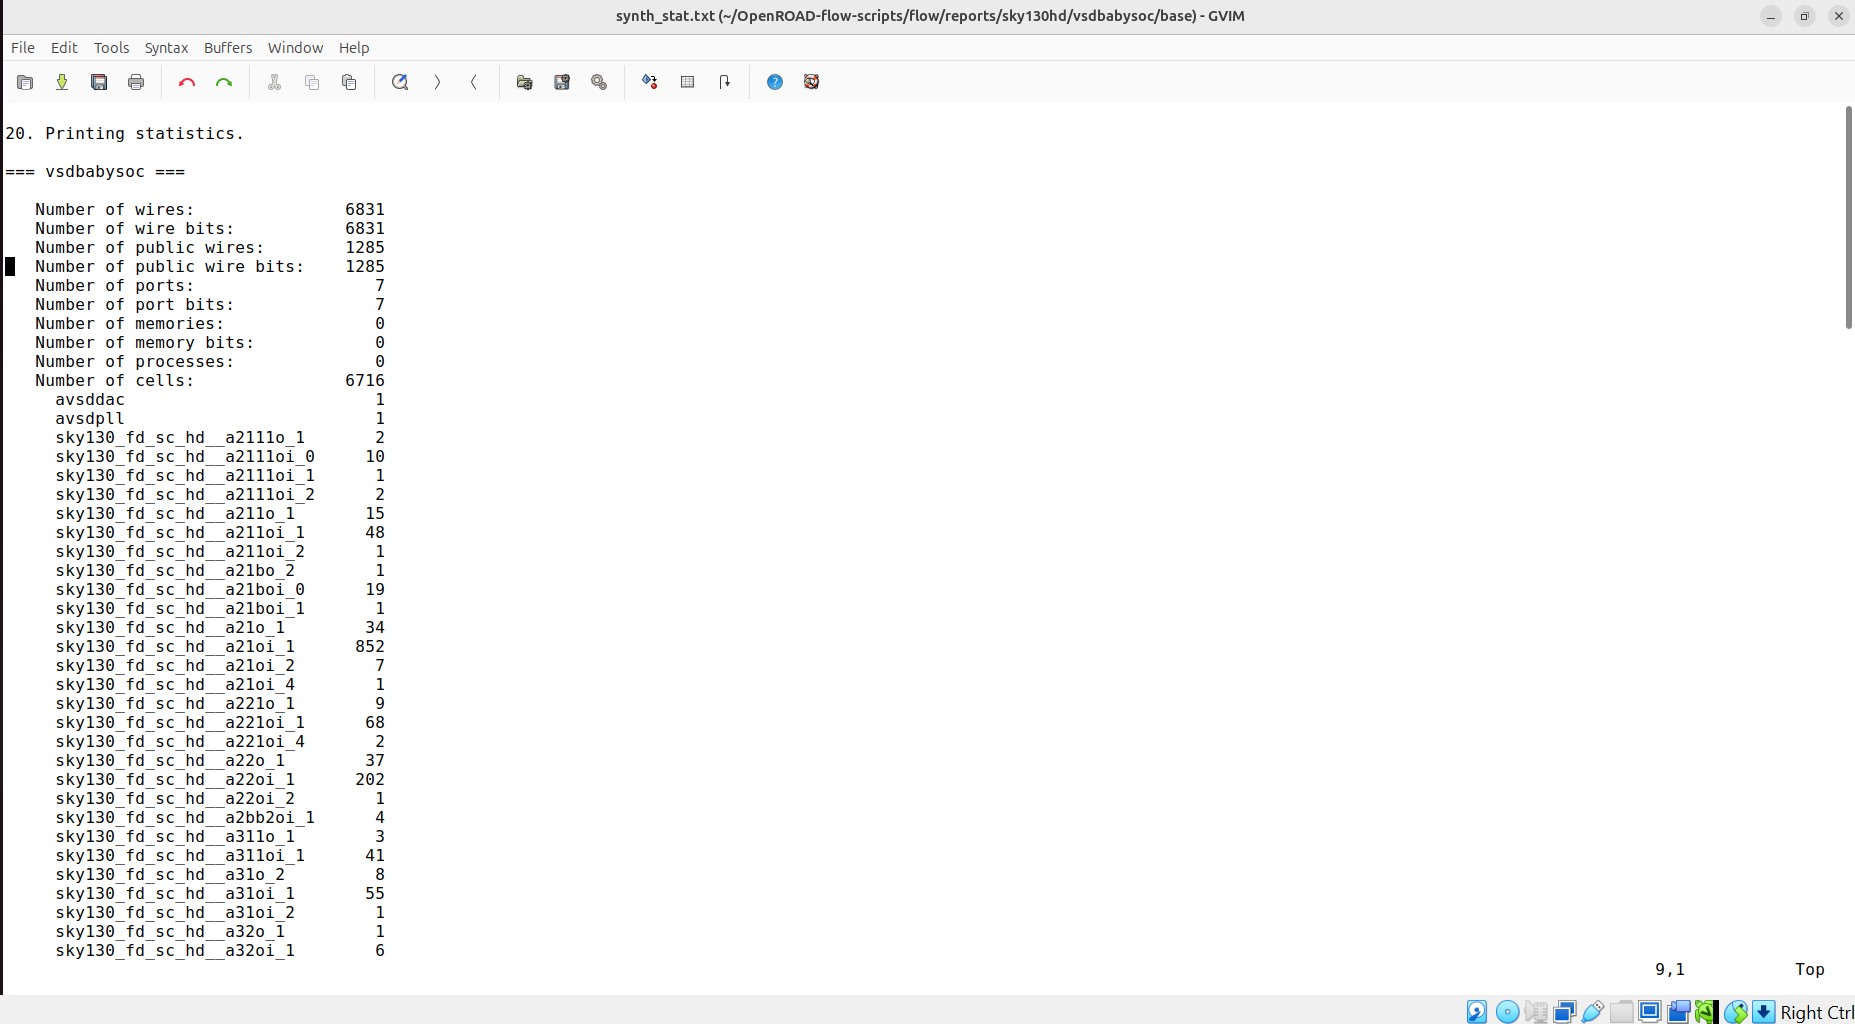 synth_stat.txt (~/OpenROAD-flow-scripts/flow/reports/sky130hd/vsdbabysoc/base) - GVIM
File Edit Tools Syntax Buffers Window Help
20. Printing statistics.
=== vsdbabysoc ===
Number of wires: 6831
Number of wire bits: 6831
Number of public wires: 1285
Number of public wire bits: 1285
Number of ports: 7
Number of port bits: 7
Number of memories: 0
Number of memory bits: 0
Number of processes: 0
Number of cells: 6716
avsddac 1
avsdpll 1
sky130_fd_sc_hd__a2111o_1 2
sky130_fd_sc_hd__a2111oi_0 10
sky130_fd_sc_hd__a2111oi_1 1
sky130_fd_sc_hd__a2111oi_2 2
sky130_fd_sc_hd__a211o_1 15
sky130_fd_sc_hd__a211oi_1 48
sky130_fd_sc_hd__a211oi_2 1
sky130_fd_sc_hd__a21bo_2 1
sky130_fd_sc_hd__a21boi_0 19
sky130_fd_sc_hd__a21boi_1 1
sky130_fd_sc_hd__a21o_1 34
sky130_fd_sc_hd__a21oi_1 852
sky130_fd_sc_hd__a21oi_2 7
sky130_fd_sc_hd__a21oi_4 1
sky130_fd_sc_hd__a221o_1 9
sky130_fd_sc_hd__a221oi_1 68
sky130_fd_sc_hd__a221oi_4 2
sky130_fd_sc_hd__a22o_1 37
sky130_fd_sc_hd__a22oi_1 202
sky130_fd_sc_hd__a22oi_2 1
sky130_fd_sc_hd__a2bb2oi_1 4
sky130_fd_sc_hd__a311o_1 3
sky130_fd_sc_hd__a311oi_1 41
sky130_fd_sc_hd__a31o_2 8
sky130_fd_sc_hd__a31oi_1 55
sky130_fd_sc_hd__a31oi_2 1
sky130_fd_sc_hd__a32o_1 1
sky130_fd_sc_hd__a32oi_1 6
9,1 Top
Right Ctrl